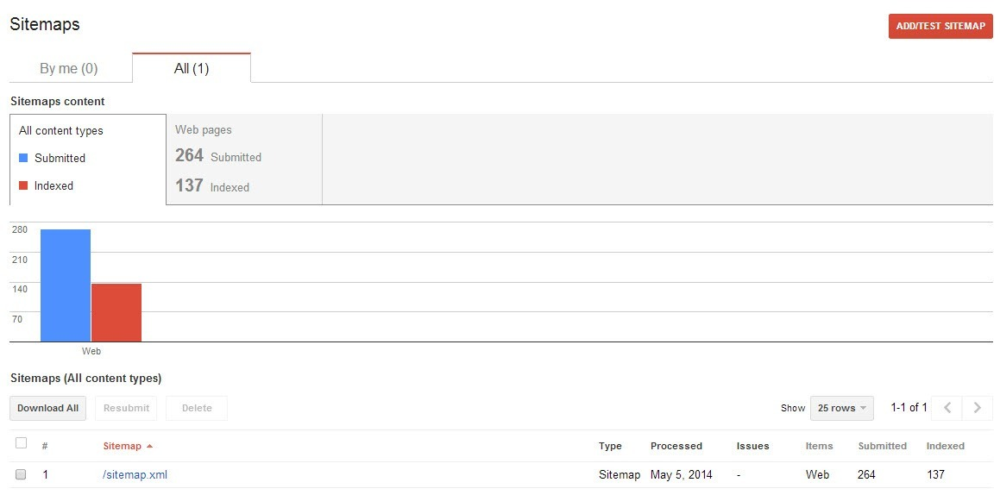 Sitemaps
ADD/TEST SITEMAP
By me (0)
All (1)
Sitemaps content
All content types
Submitted
Indexed
Web pages
264 Submitted
137 Indexed
280
210
140
70
Web
Sitemaps (All content types)
Download All Resubmit Delete Show 25 rows 1-1 of 1
# Sitemap Type Processed Issues Items Submitted Indexed
1 /sitemap.xml Sitemap May 5, 2014 - Web 264 137